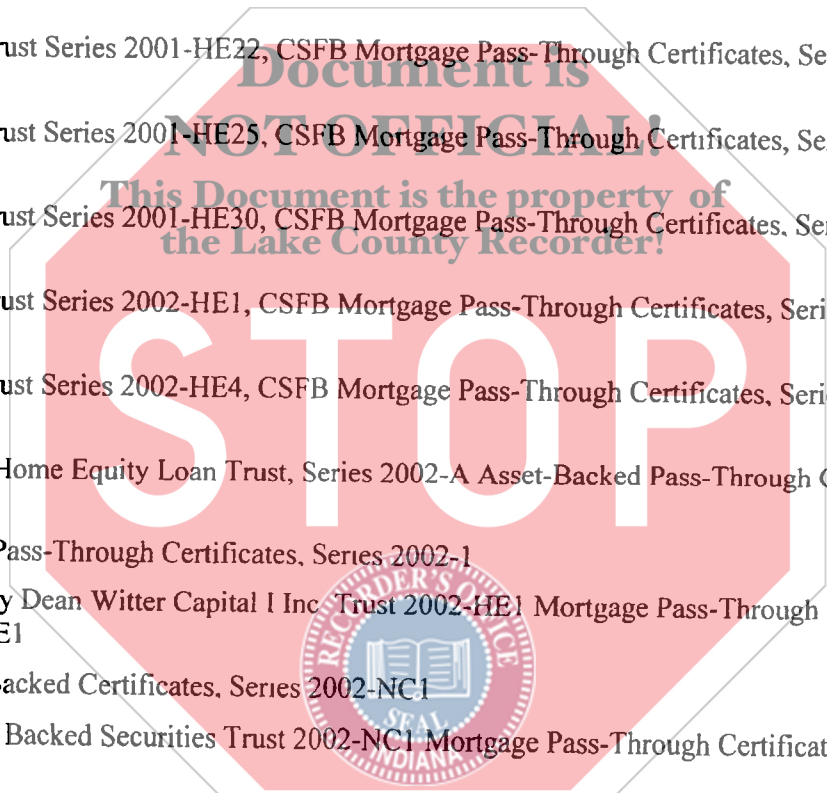 ust Series 2001-HE22, CSFB Mortgage Pass-Through Certificates, Se
Document is
ust Series 2001-HE25, CSFB Mortgage Pass-Through Certificates, Se
NOT OFFICIAL!
This Document is the property of
ust Series 2001-HE30, CSFB Mortgage Pass-Through Certificates, Ser
the Lake County Recorder!
ust Series 2002-HE1, CSFB Mortgage Pass-Through Certificates, Seri
STOP
ust Series 2002-HE4, CSFB Mortgage Pass-Through Certificates, Seri
Home Equity Loan Trust, Series 2002-A Asset-Backed Pass-Through C
Pass-Through Certificates, Series 2002-1
y Dean Witter Capital I Inc. Trust 2002-HE1 Mortgage Pass-Through
E1
RECORDER'S OFFICE
acked Certificates, Series 2002-NC1
SEAL
Backed Securities Trust 2002-NC1 Mortgage Pass-Through Certificat
INDIANA